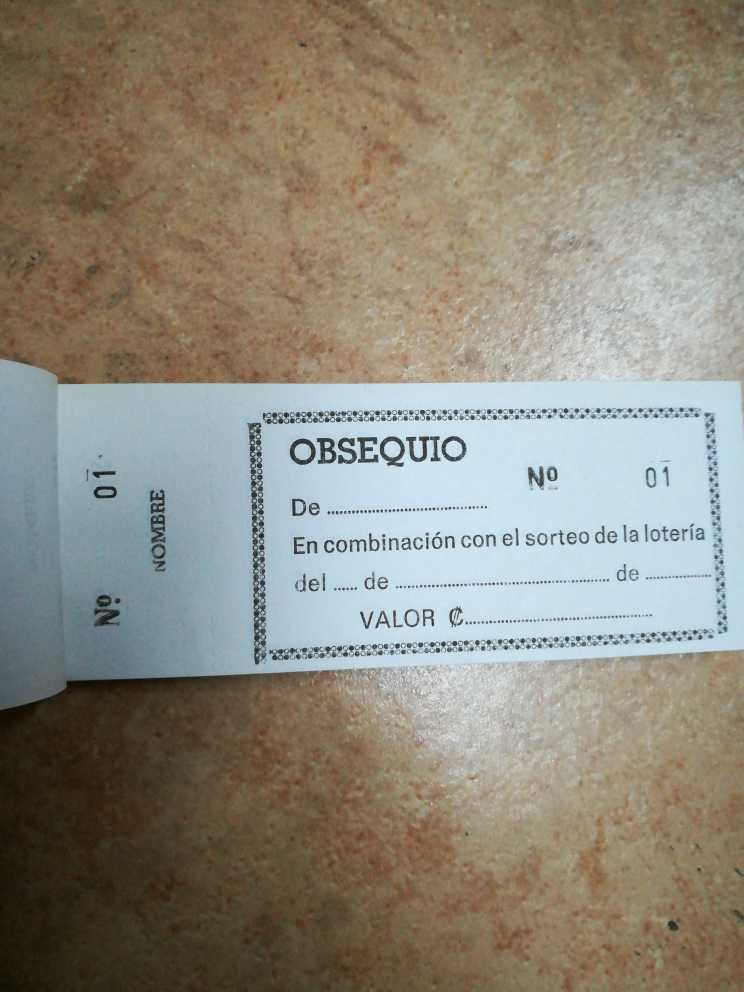 Nº 01
NOMBRE
OBSEQUIO
Nº 01
De ........................................
En combinación con el sorteo de la lotería
del ...... de ...................................................... de ................
VALOR ₡..............................................